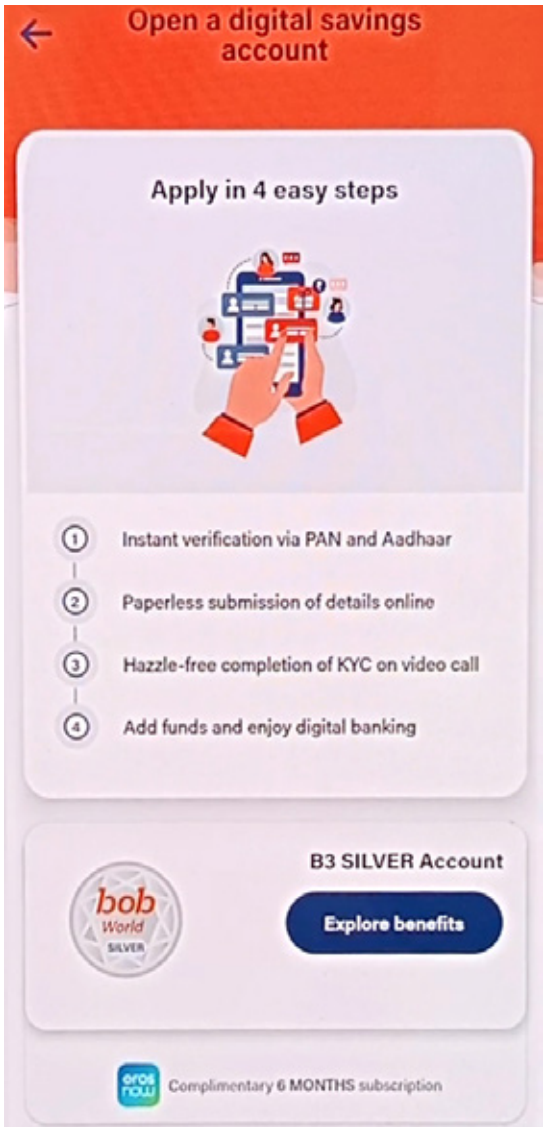 Open a digital savings
account
Apply in 4 easy steps
1 Instant verification via PAN and Aadhaar
2 Paperless submission of details online
3 Hazzle-free completion of KYC on video call
4 Add funds and enjoy digital banking
B3 SILVER Account
bob
World
SILVER
Explore benefits
eros
now
Complimentary 6 MONTHS subscription